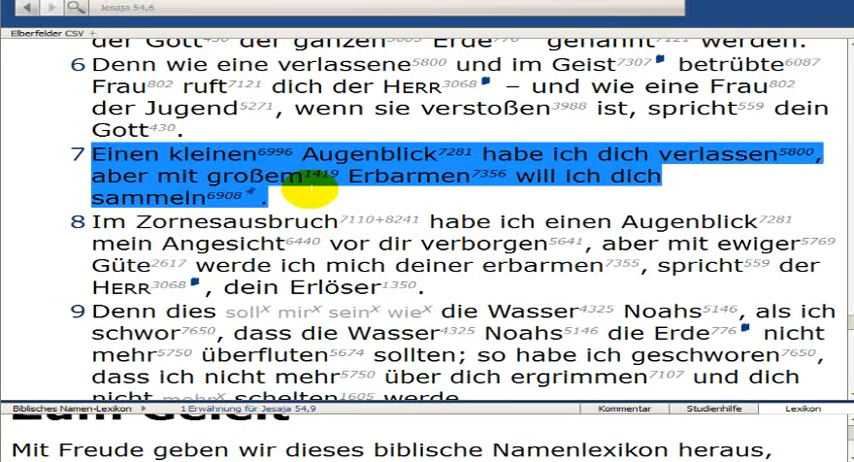 Jesaja 54,6
Elberfelder CSV +
der Gott430 der ganzen3605 Erde776 genannt7121 werden.
6 Denn wie eine verlassene5800 und im Geist7307 betrübte6087
Frau802 ruft7121 dich der HERR3068 – und wie eine Frau802
der Jugend5271, wenn sie verstoßen3988 ist, spricht559 dein
Gott430.
7 Einen kleinen6996 Augenblick7281 habe ich dich verlassen5800,
aber mit großem1419 Erbarmen7356 will ich dich
sammeln6908*.
8 Im Zornesausbruch7110+8241 habe ich einen Augenblick7281
mein Angesicht6440 vor dir verborgen5641, aber mit ewiger5769
Güte2617 werde ich mich deiner erbarmen7355, spricht559 der
HERR3068, dein Erlöser1350.
9 Denn dies sollx mirx seinx wiex die Wasser4325 Noahs5146, als ich
schwor7650, dass die Wasser4325 Noahs5146 die Erde776 nicht
mehr5750 überfluten5674 sollten; so habe ich geschworen7650,
dass ich nicht mehr5750 über dich ergrimmen7107 und dich
nicht mehrx schelten1605 werde.
Biblisches Namen-Lexikon 1 Erwähnung für Jesaja 54,9 Kommentar Studienhilfe Lexikon
Zum Geleit
Mit Freude geben wir dieses biblische Namenlexikon heraus,